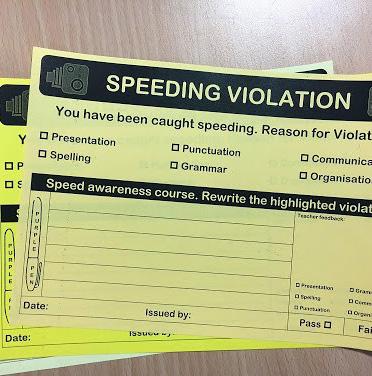 SPEEDING VIOLATION
You have been caught speeding. Reason for Violat
Presentation
Punctuation
Communica
Spelling
Grammar
Organisatio
Speed awareness course. Rewrite the highlighted violat
Teacher feedback:
PURPLE PEN
Presentation
Gram
Spelling
Comm
Punctuation
Organi
Date:
Issued by:
Pass
Fai
Y
P
S
S
PURPLE
Date:
Issued by: